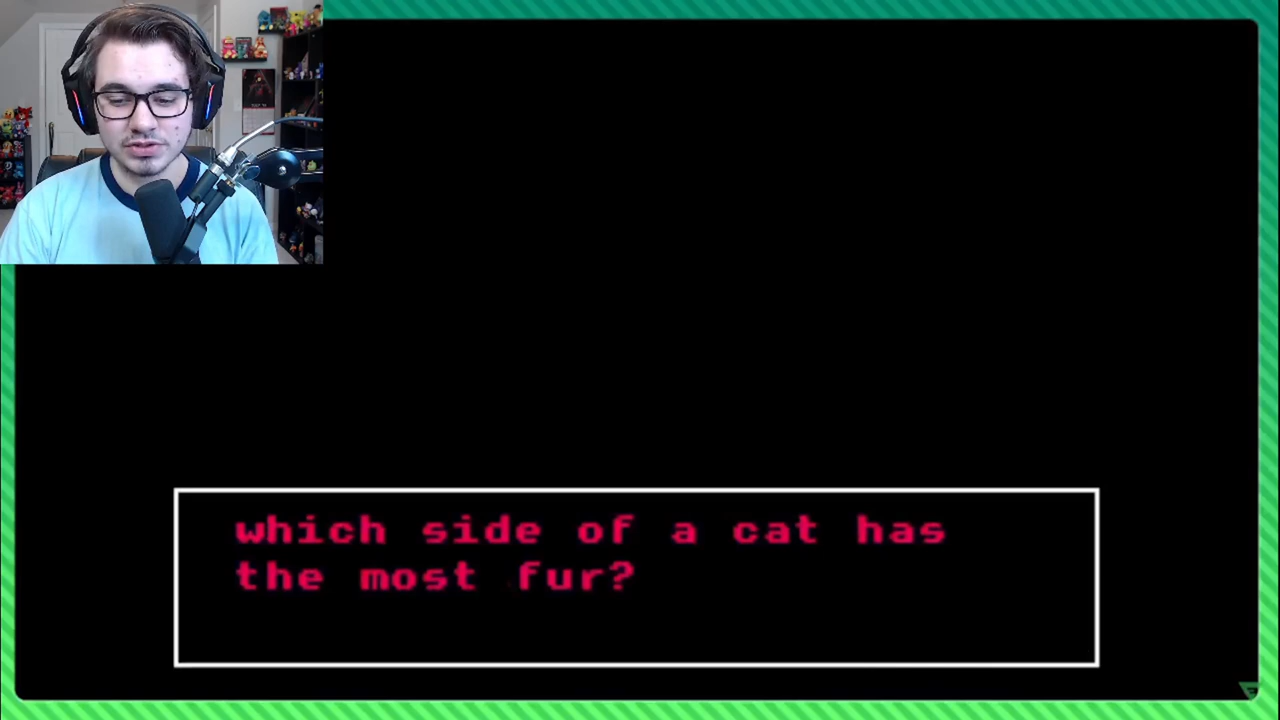 which side of a cat has
the most fur?